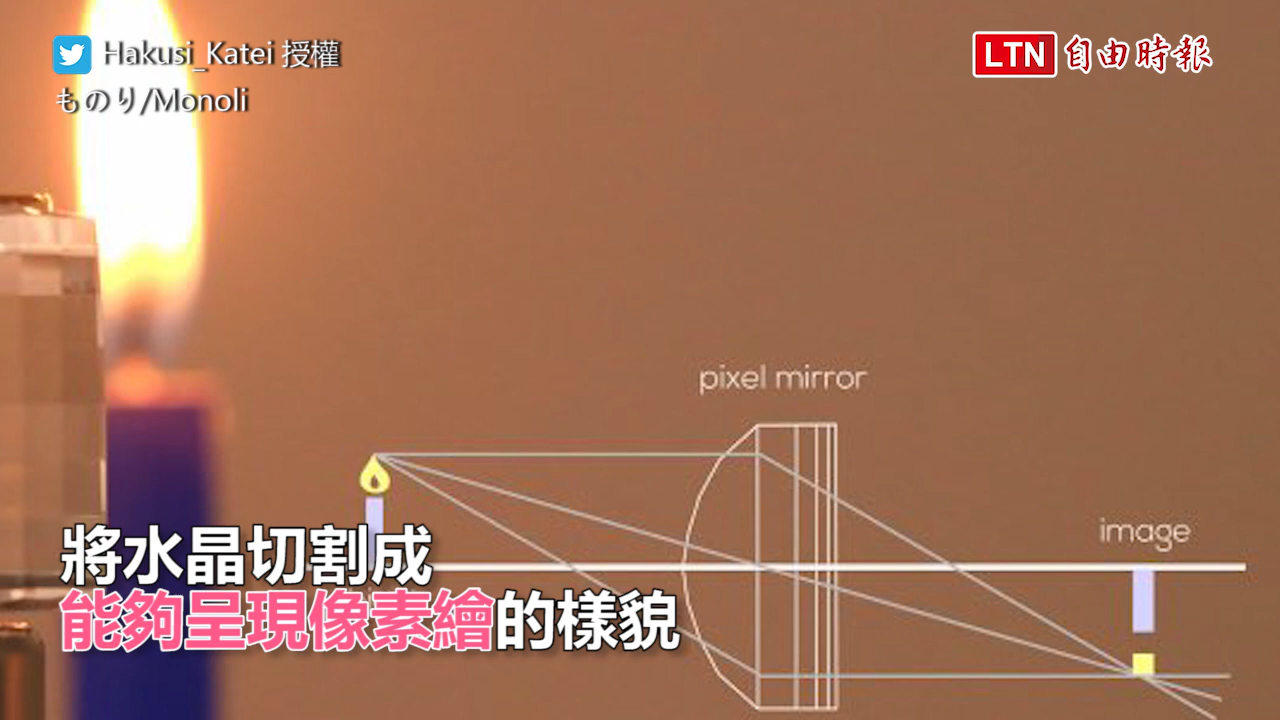 Hakusi_Katei 授權
ものり/Monoli
LTN 自由時報
pixel mirror
image
將水晶切割成
能夠呈現像素繪的樣貌